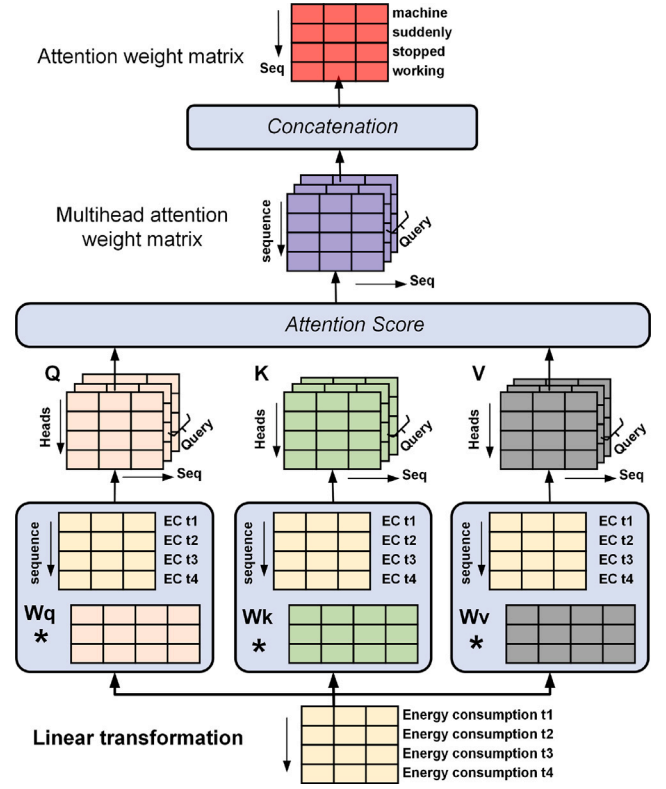 machine
suddenly
stopped
working
Attention weight matrix
Seq
Concatenation
Multihead attention
weight matrix
sequence
Query
Seq
Attention Score
Q
K
V
Heads
Query
Seq
Heads
Query
Seq
Heads
Query
Seq
sequence
EC t1
EC t2
EC t3
EC t4
Wq
*
sequence
EC t1
EC t2
EC t3
EC t4
Wk
*
sequence
EC t1
EC t2
EC t3
EC t4
Wv
*
Linear transformation
Energy consumption t1
Energy consumption t2
Energy consumption t3
Energy consumption t4